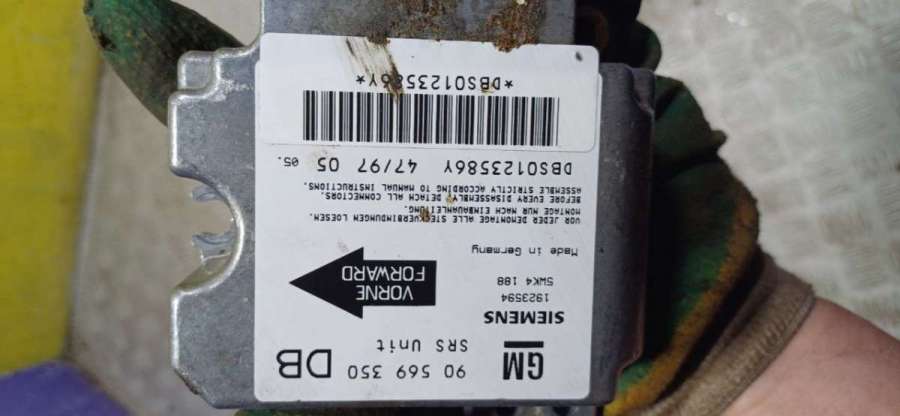 90 569 350 DB
SRS Unit
GM
SIEMENS
1923594
5WK4 188
VORNE
FORWARD
Made in Germany
VOR JEDER DEMONTAGE ALLE STECKVERBINDUNGEN LOESEN.
MONTAGE NUR NACH EINBAUANLEITUNG.
BEFORE EVERY DISASSEMBLY DETACH ALL CONNECTORS.
ASSEMBLE STRICTLY ACCORDING TO MANUAL INSTRUCTIONS.
DBS0123586Y 47/97 05 05.
*DBS0123586Y*